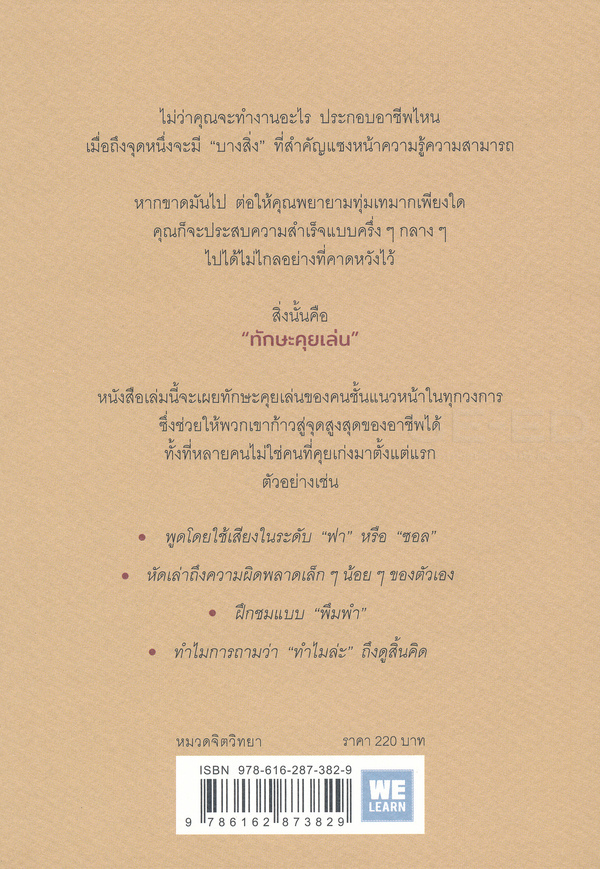 ไม่ว่าคุณจะทำงานอะไร ประกอบอาชีพไหน
เมื่อถึงจุดหนึ่งจะมี “บางสิ่ง” ที่สำคัญแซงหน้าความรู้ความสามารถ
หากขาดมันไป ต่อให้คุณพยายามทุ่มเทมากเพียงใด
คุณก็จะประสบความสำเร็จแบบครึ่ง ๆ กลาง ๆ
ไปได้ไม่ไกลอย่างที่คาดหวังไว้
สิ่งนั้นคือ
“ทักษะคุยเล่น”
หนังสือเล่มนี้จะเผยทักษะคุยเล่นของคนชั้นแนวหน้าในทุกวงการ
ซึ่งช่วยให้พวกเขาก้าวสู่จุดสูงสุดของอาชีพได้
ทั้งที่หลายคนไม่ใช่คนที่คุยเก่งมาตั้งแต่แรก
ตัวอย่างเช่น
• พูดโดยใช้เสียงในระดับ “ฟา” หรือ “ซอล”
• หัดเล่าถึงความผิดพลาดเล็ก ๆ น้อย ๆ ของตัวเอง
• ฝึกชมแบบ “พึมพำ”
• ทำไมการถามว่า “ทำไมล่ะ” ถึงดูสิ้นคิด
หมวดจิตวิทยา ราคา 220 บาท
ISBN 978-616-287-382-9
9 786162 873829
WE
LEARN